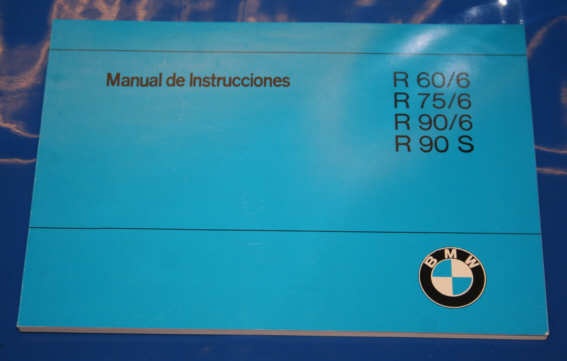 Manual de Instrucciones
R 60/6
R 75/6
R 90/6
R 90 S
BMW